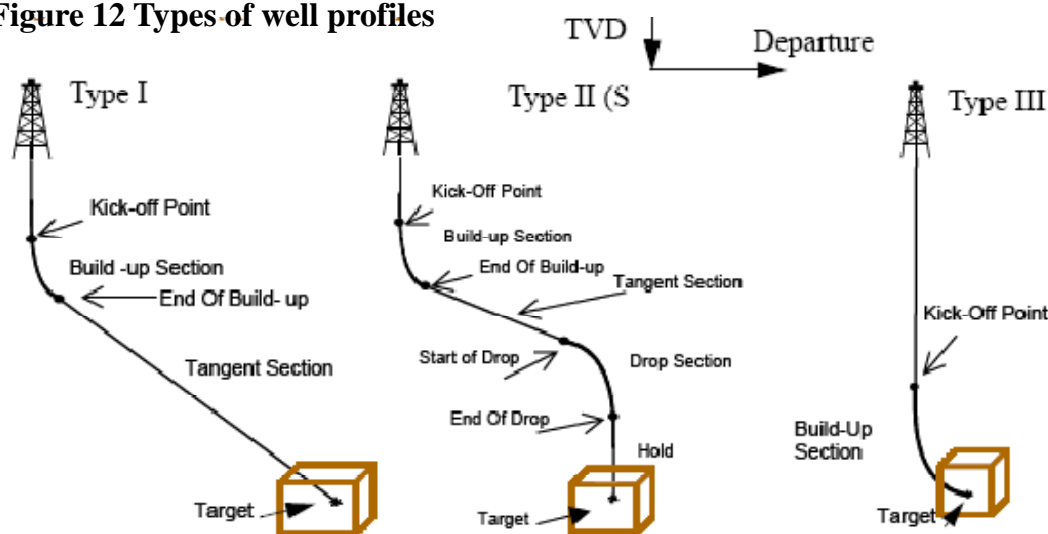 Figure 12 Types of well profiles
TVD
Departure
Type I
Kick-off Point
Build -up Section
End Of Build- up
Tangent Section
Target
Type II (S
Kick-Off Point
Build-up Section
End Of Build-up
Tangent Section
Start of Drop
Drop Section
End Of Drop
Hold
Target
Type III
Kick-Off Point
Build-Up
Section
Target